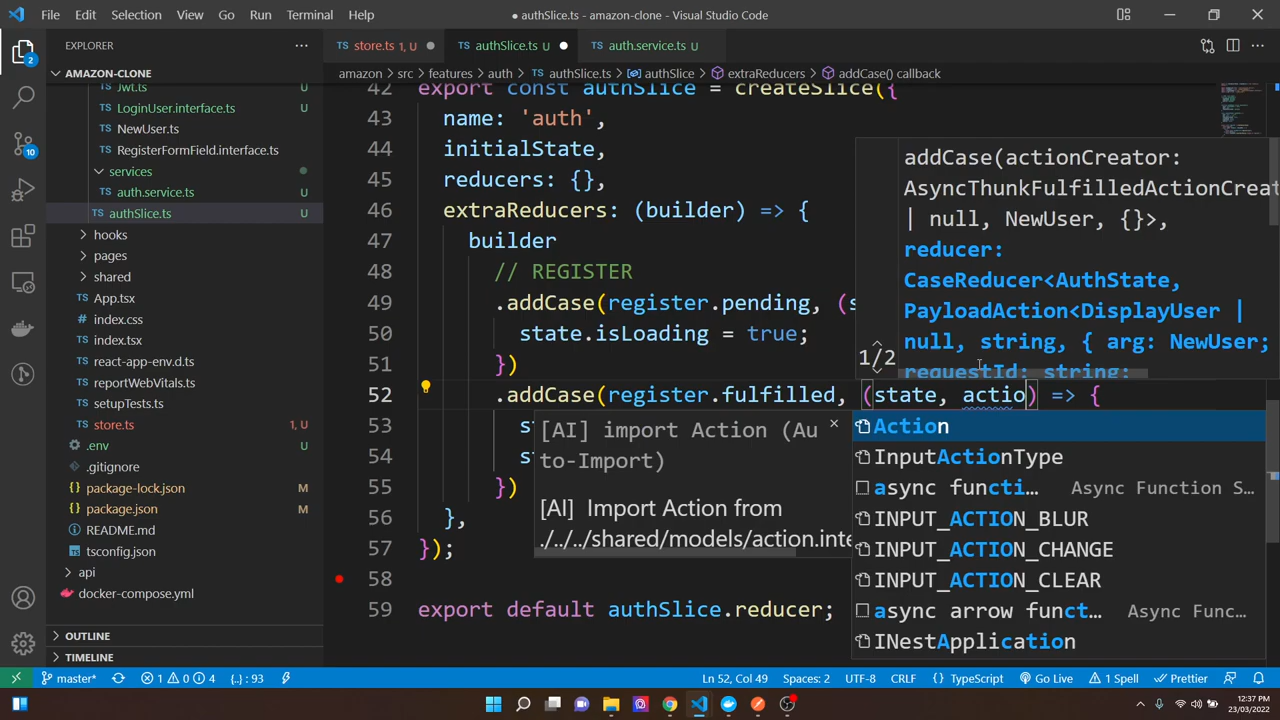 File Edit Selection View Go Run Terminal Help
● authSlice.ts - amazon-clone - Visual Studio Code
EXPLORER
AMAZON-CLONE
Jwt.ts U
LoginUser.interface.ts U
NewUser.ts U
RegisterFormField.interface.ts U
services
auth.service.ts U
authSlice.ts U
hooks
pages
shared
App.tsx
index.css
index.tsx
react-app-env.d.ts
reportWebVitals.ts
setupTests.ts
store.ts 1, U
.env
.gitignore
package-lock.json M
package.json M
README.md
tsconfig.json
api
docker-compose.yml
OUTLINE
TIMELINE
2
10
TS store.ts 1, U
TS authSlice.ts U
TS auth.service.ts U
amazon > src > features > auth > TS authSlice.ts > authSlice > extraReducers > addCase() callback
42 export const authSlice = createSlice({
43 name: 'auth',
44 initialState,
45 reducers: {},
46 extraReducers: (builder) => {
47 builder
48 // REGISTER
49 .addCase(register.pending, (s
50 state.isLoading = true;
51 })
52 .addCase(register.fulfilled, (state, actio) => {
53 s
54 s
55 })
56 },
57 });
58
59 export default authSlice.reducer;
addCase(actionCreator:
AsyncThunkFulfilledActionCreat
| null, NewUser, {}>,
reducer:
CaseReducer<AuthState,
PayloadAction<DisplayUser |
null, string, { arg: NewUser;
requestId: string;
1/2
[AI] import Action (Au
to-Import)
[AI] Import Action from
./../../shared/models/action.inte
Action
InputActionType
async functi… Async Function S…
INPUT_ACTION_BLUR
INPUT_ACTION_CHANGE
INPUT_ACTION_CLEAR
async arrow funct… Async Func…
INestApplication
master* 1 0 4 {..}: 93
Ln 52, Col 49 Spaces: 2 UTF-8 CRLF {} TypeScript Go Live 1 Spell Prettier
12:37 PM
23/03/2022